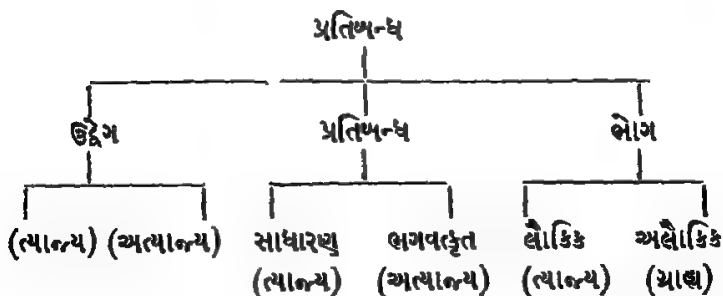 પ્રતિબન્ધ
ઉદ્વેગ પ્રતિબન્ધ ભોગ
(ત્યાજ્ય) (અત્યાજ્ય) સાધારણ ભગવત્કૃત લૌકિક અલૌકિક
(ત્યાજ્ય) (અત્યાજ્ય) (ત્યાજ્ય) (ગ્રાહ્ય)